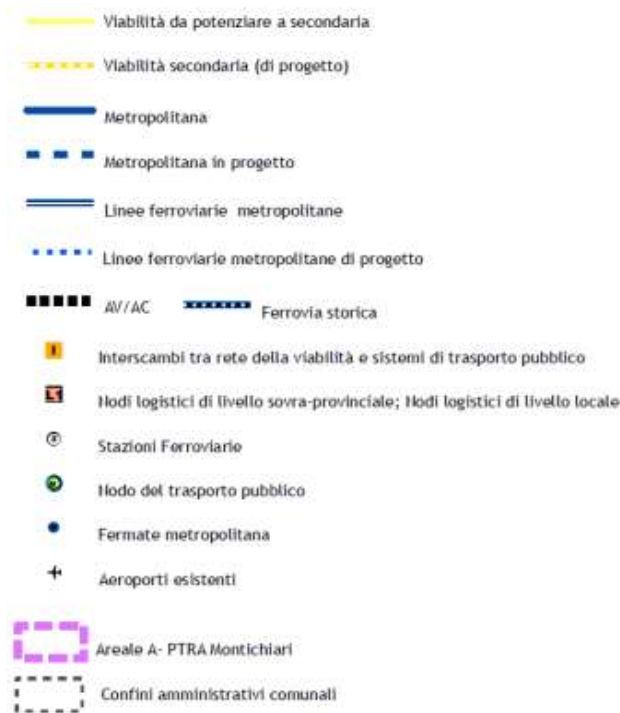 Viabilità da potenziare a secondaria
Viabilità secondaria (di progetto)
Metropolitana
Metropolitana in progetto
Linee ferroviarie metropolitane
Linee ferroviarie metropolitane di progetto
AV/AC Ferrovia storica
Interscambi tra rete della viabilità e sistemi di trasporto pubblico
Nodi logistici di livello sovra-provinciale; Nodi logistici di livello locale
Stazioni Ferroviarie
Nodo del trasporto pubblico
Fermate metropolitana
Aeroporti esistenti
Areale A- PTRA Montichiari
Confini amministrativi comunali